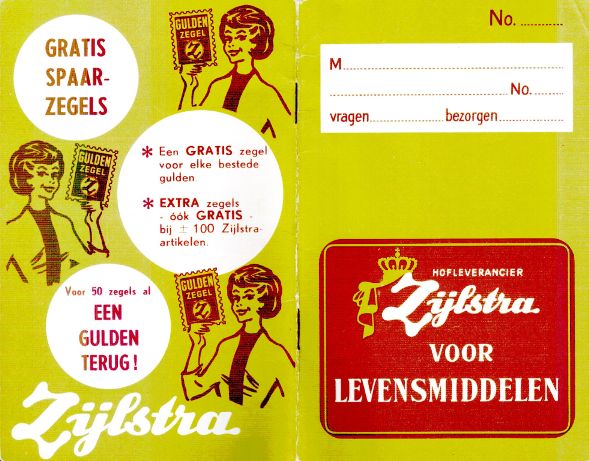 GRATIS
SPAAR-
ZEGELS
GULDEN
ZEGEL
GULDEN
ZEGEL
* Een GRATIS zegel
voor elke bestede
gulden
* EXTRA zegels
- óók GRATIS -
bij ± 100 Zijlstra-
artikelen.
Voor 50 zegels al
EEN
GULDEN
TERUG!
GULDEN
ZEGEL
Zijlstra
No. ............
M............................................
............................................No. ..........
vragen.................. bezorgen...............
HOFLEVERANCIER
Zijlstra
VOOR
LEVENSMIDDELEN